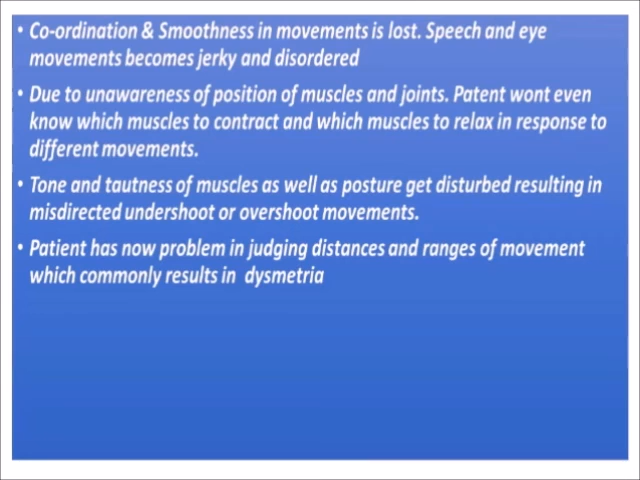 • Co-ordination & Smoothness in movements is lost. Speech and eye
movements becomes jerky and disordered
• Due to unawareness of position of muscles and joints. Patent wont even
know which muscles to contract and which muscles to relax in response to
different movements.
• Tone and tautness of muscles as well as posture get disturbed resulting in
misdirected undershoot or overshoot movements.
• Patient has now problem in judging distances and ranges of movement
which commonly results in dysmetria